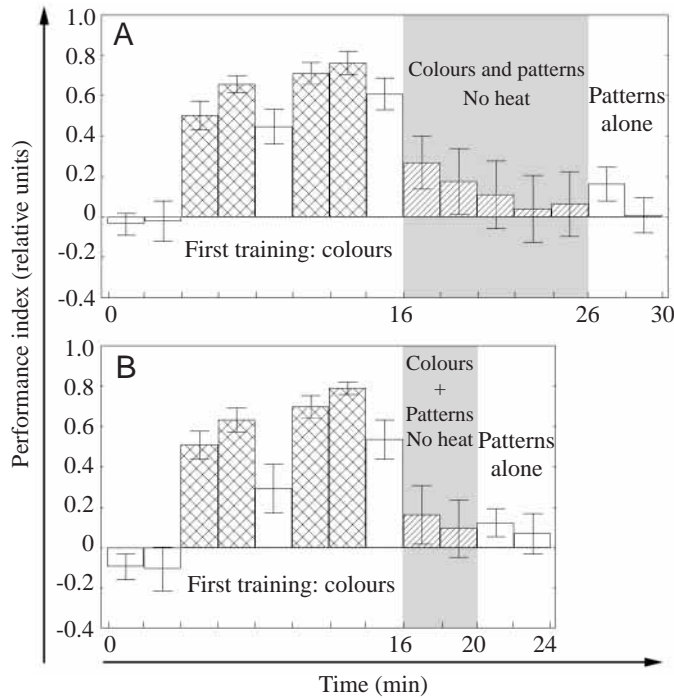 Performance index (relative units)
A
1.0
0.8
0.6
0.4
0.2
0
-0.2
-0.4
Colours and patterns
No heat
Patterns
alone
First training: colours
0 16 26 30
B
1.0
0.8
0.6
0.4
0.2
0
-0.2
-0.4
Colours
+
Patterns
No heat
Patterns
alone
First training: colours
0 16 20 24
Time (min)